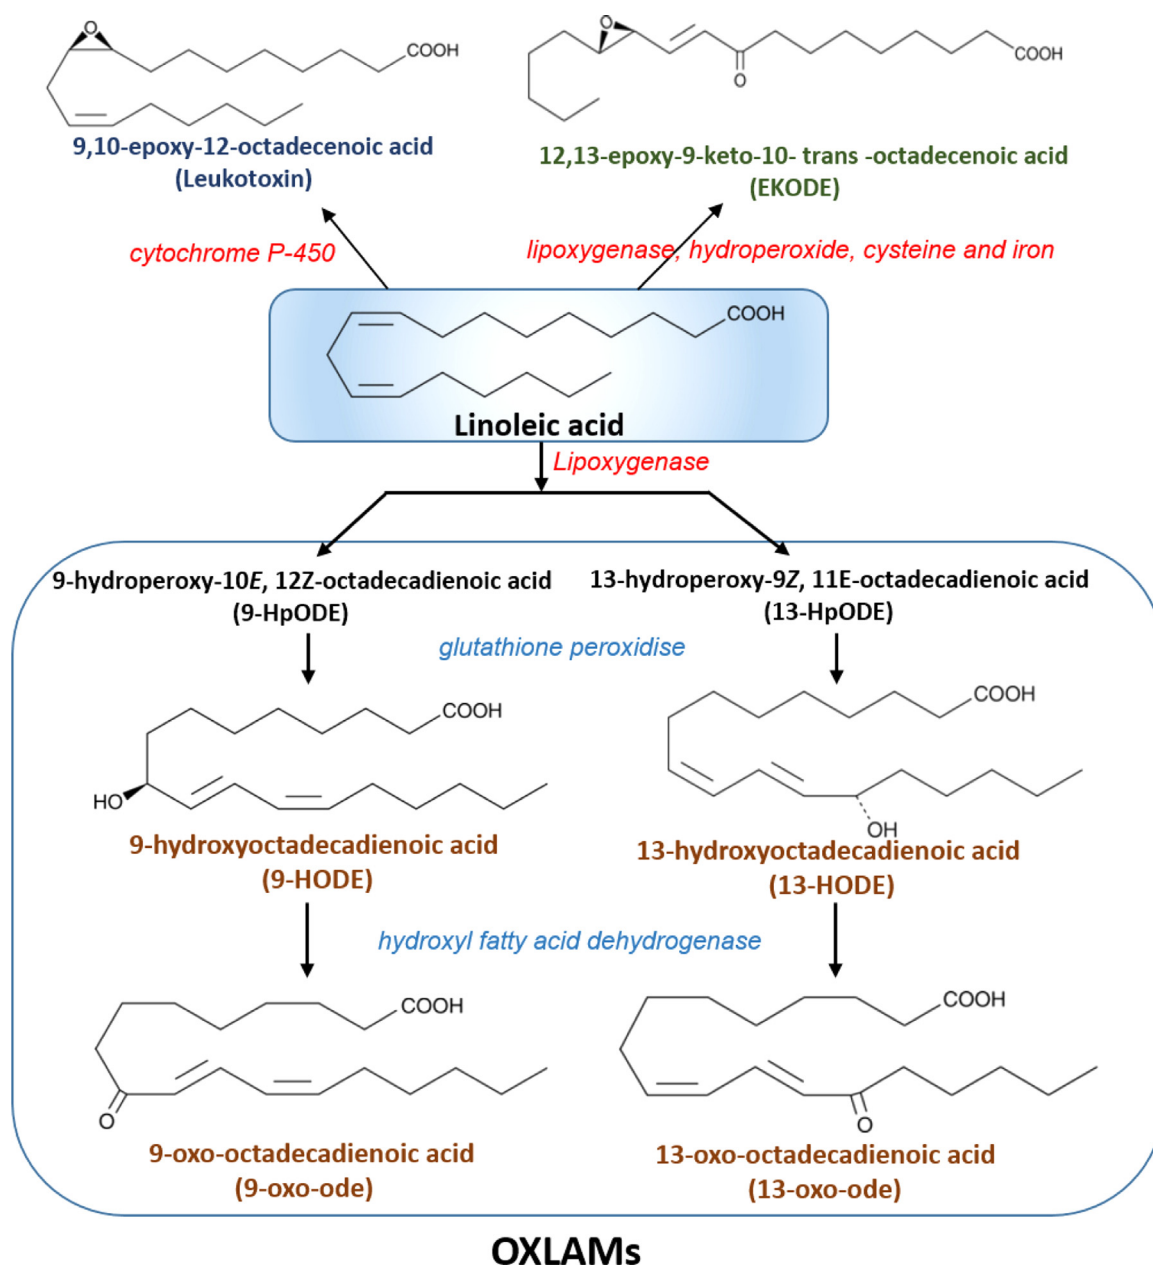 O
COOH
O
O
COOH
9,10-epoxy-12-octadecenoic acid
(Leukotoxin)
12,13-epoxy-9-keto-10- trans -octadecenoic acid
(EKODE)
cytochrome P-450
lipoxygenase, hydroperoxide, cysteine and iron
COOH
Linoleic acid
Lipoxygenase
9-hydroperoxy-10E, 12Z-octadecadienoic acid
(9-HpODE)
13-hydroperoxy-9Z, 11E-octadecadienoic acid
(13-HpODE)
glutathione peroxidise
COOH
HO
COOH
OH
9-hydroxyoctadecadienoic acid
(9-HODE)
13-hydroxyoctadecadienoic acid
(13-HODE)
hydroxyl fatty acid dehydrogenase
COOH
O
COOH
O
9-oxo-octadecadienoic acid
(9-oxo-ode)
13-oxo-octadecadienoic acid
(13-oxo-ode)
OXLAMs